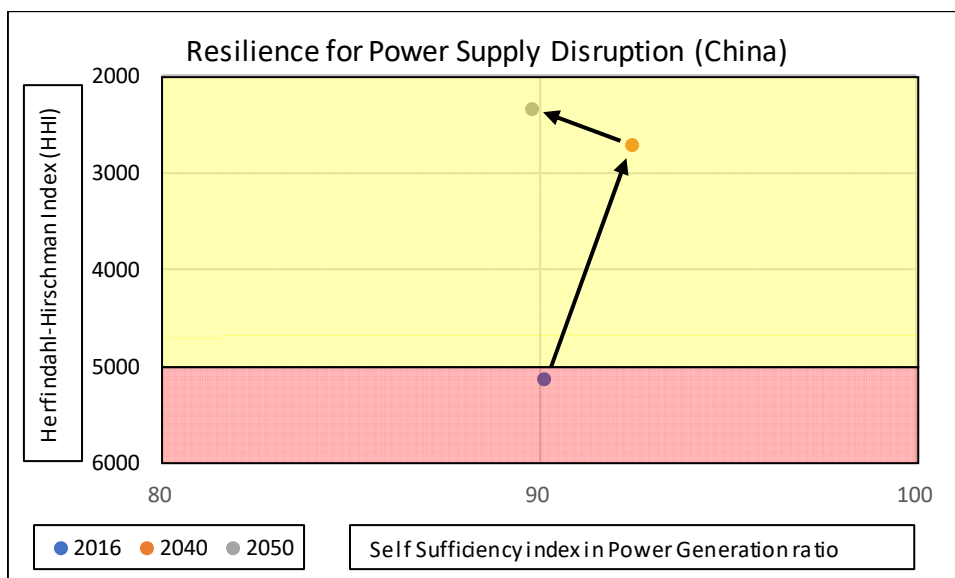 Resilience for Power Supply Disruption (China)
Herfindahl-Hirschman Index (HHI)
2000
3000
4000
5000
6000
80 90 100
2016 2040 2050
Self Sufficiency index in Power Generation ratio